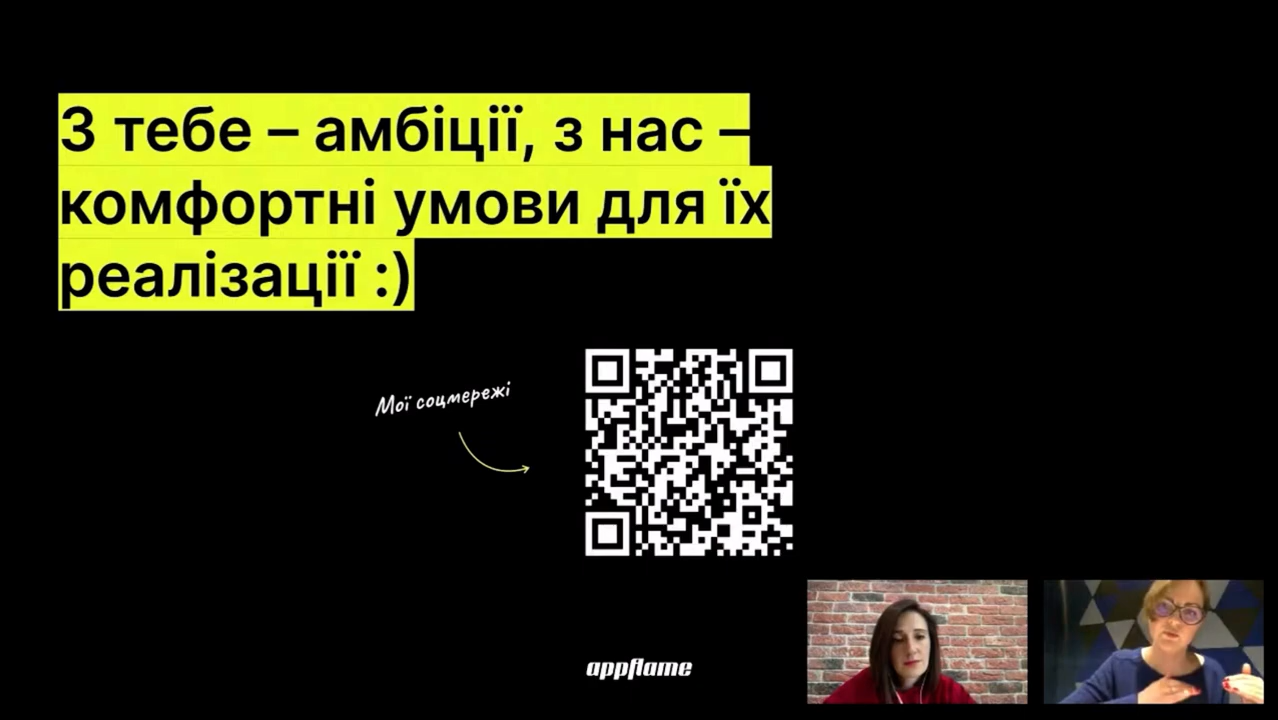 З тебе – амбіції, з нас –
комфортні умови для їх
реалізації :)
Мої соцмережі
appflame